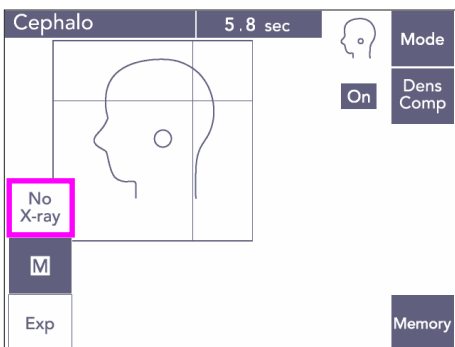 Cephalo
5.8 sec
Mode
On
Dens
Comp
No
X-ray
M
Exp
Memory